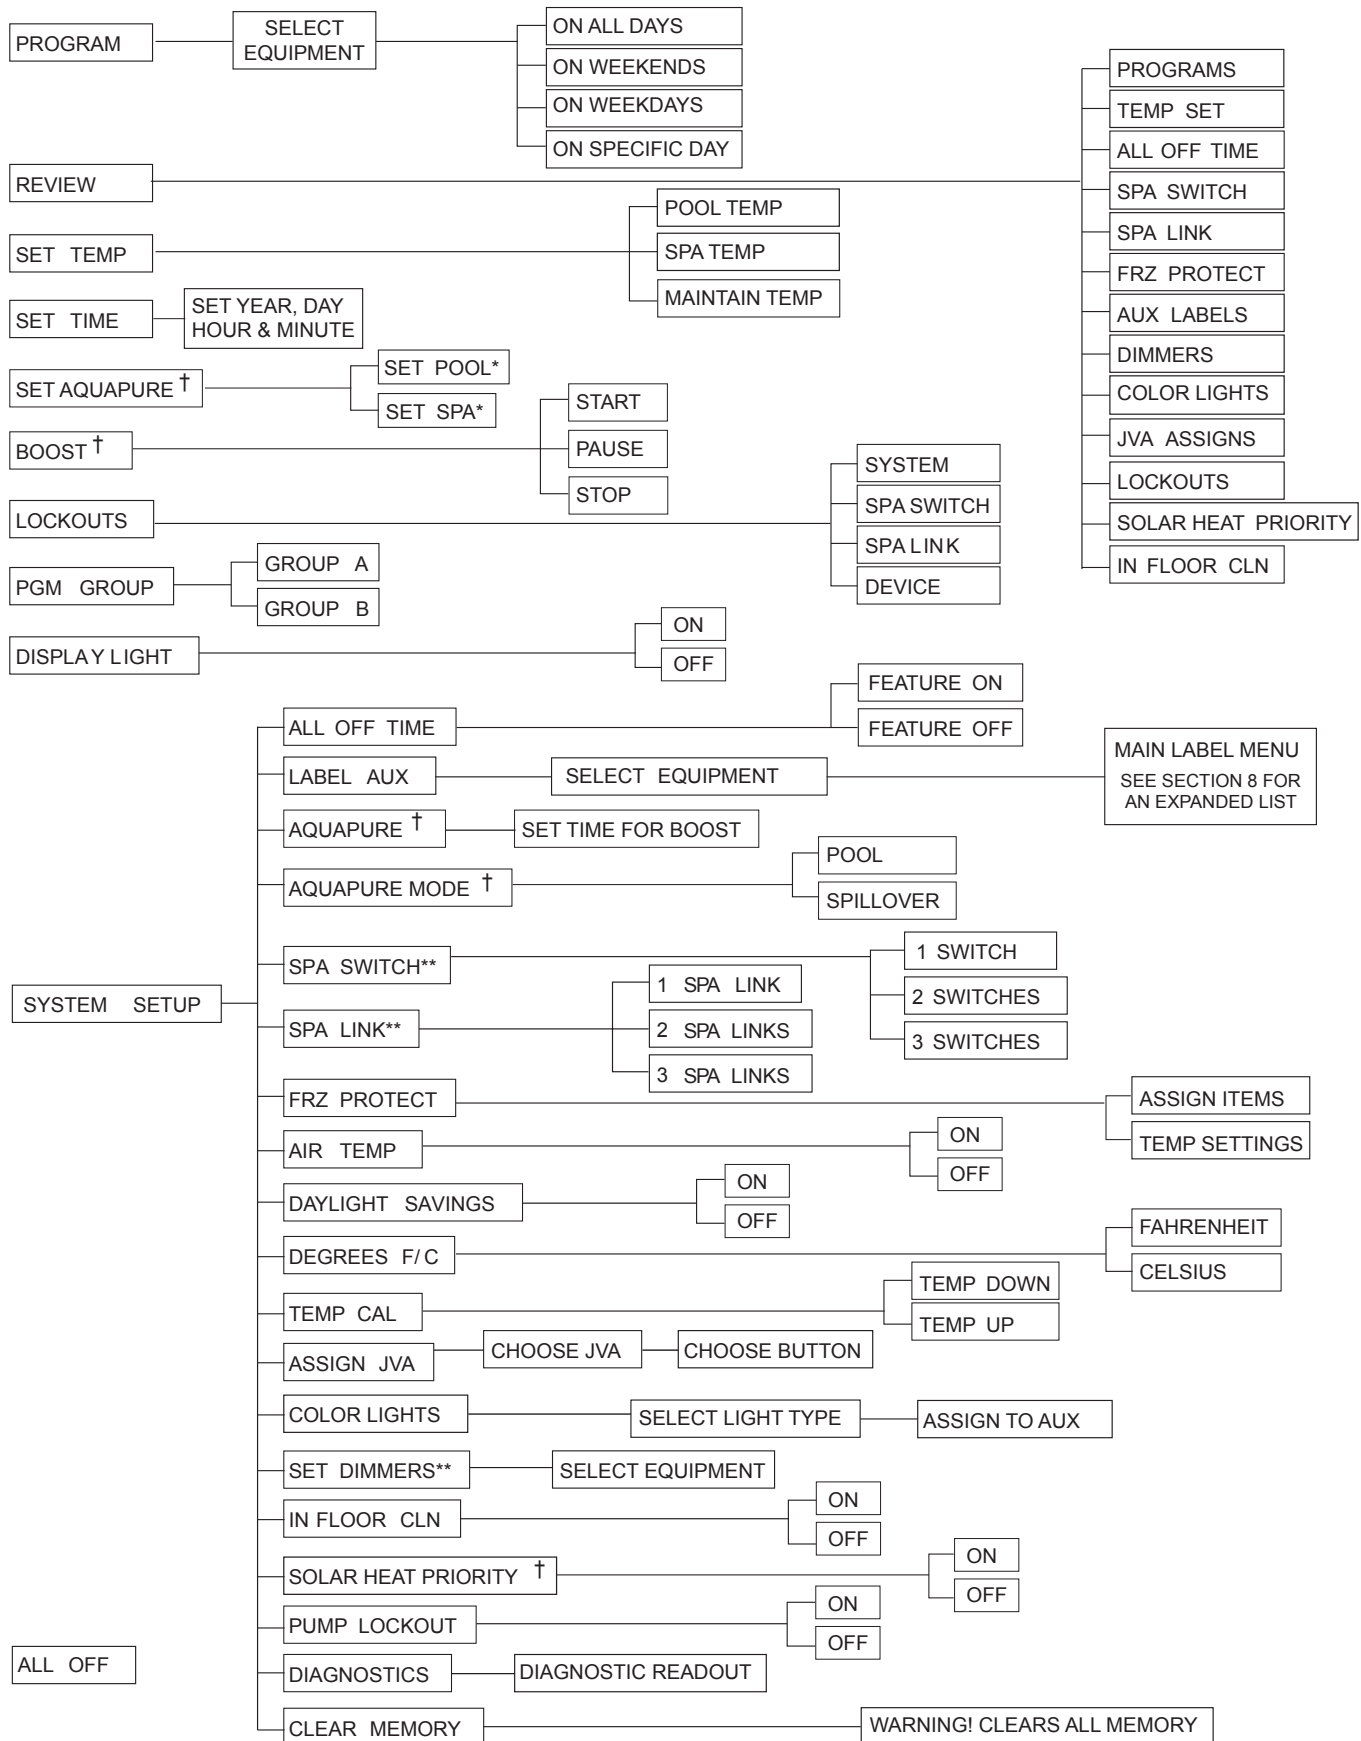 PROGRAM
SELECT
EQUIPMENT
ON ALL DAYS
ON WEEKENDS
ON WEEKDAYS
ON SPECIFIC DAY
REVIEW
PROGRAMS
TEMP SET
ALL OFF TIME
SPA SWITCH
SPA LINK
FRZ PROTECT
AUX LABELS
DIMMERS
COLOR LIGHTS
JVA ASSIGNS
LOCKOUTS
SOLAR HEAT PRIORITY
IN FLOOR CLN
SET TEMP
POOL TEMP
SPA TEMP
MAINTAIN TEMP
SET TIME
SET YEAR, DAY
HOUR & MINUTE
SET AQUAPURE †
SET POOL*
SET SPA*
BOOST †
START
PAUSE
STOP
LOCKOUTS
SYSTEM
SPA SWITCH
SPA LINK
DEVICE
PGM GROUP
GROUP A
GROUP B
DISPLAY LIGHT
ON
OFF
SYSTEM SETUP
ALL OFF TIME
FEATURE ON
FEATURE OFF
LABEL AUX
SELECT EQUIPMENT
MAIN LABEL MENU
SEE SECTION 8 FOR
AN EXPANDED LIST
AQUAPURE †
SET TIME FOR BOOST
AQUAPURE MODE †
POOL
SPILLOVER
SPA SWITCH**
1 SWITCH
2 SWITCHES
3 SWITCHES
SPA LINK**
1 SPA LINK
2 SPA LINKS
3 SPA LINKS
FRZ PROTECT
ASSIGN ITEMS
TEMP SETTINGS
AIR TEMP
ON
OFF
DAYLIGHT SAVINGS
ON
OFF
DEGREES F/ C
FAHRENHEIT
CELSIUS
TEMP CAL
TEMP DOWN
TEMP UP
ASSIGN JVA
CHOOSE JVA
CHOOSE BUTTON
COLOR LIGHTS
SELECT LIGHT TYPE
ASSIGN TO AUX
SET DIMMERS**
SELECT EQUIPMENT
IN FLOOR CLN
ON
OFF
SOLAR HEAT PRIORITY †
ON
OFF
PUMP LOCKOUT
ON
OFF
DIAGNOSTICS
DIAGNOSTIC READOUT
CLEAR MEMORY
WARNING! CLEARS ALL MEMORY
ALL OFF